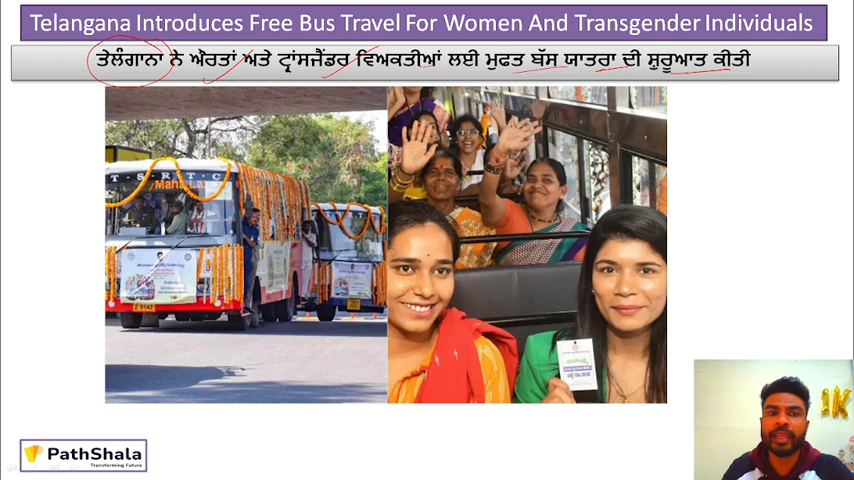 Telangana Introduces Free Bus Travel For Women And Transgender Individuals
ਤੇਲੰਗਾਨਾ ਨੇ ਔਰਤਾਂ ਅਤੇ ਟ੍ਰਾਂਸਜੈਂਡਰ ਵਿਅਕਤੀਆਂ ਲਈ ਮੁਫਤ ਬੱਸ ਯਾਤਰਾ ਦੀ ਸ਼ੁਰੂਆਤ ਕੀਤੀ
T S R T C
1K
PathShala
Transforming Future